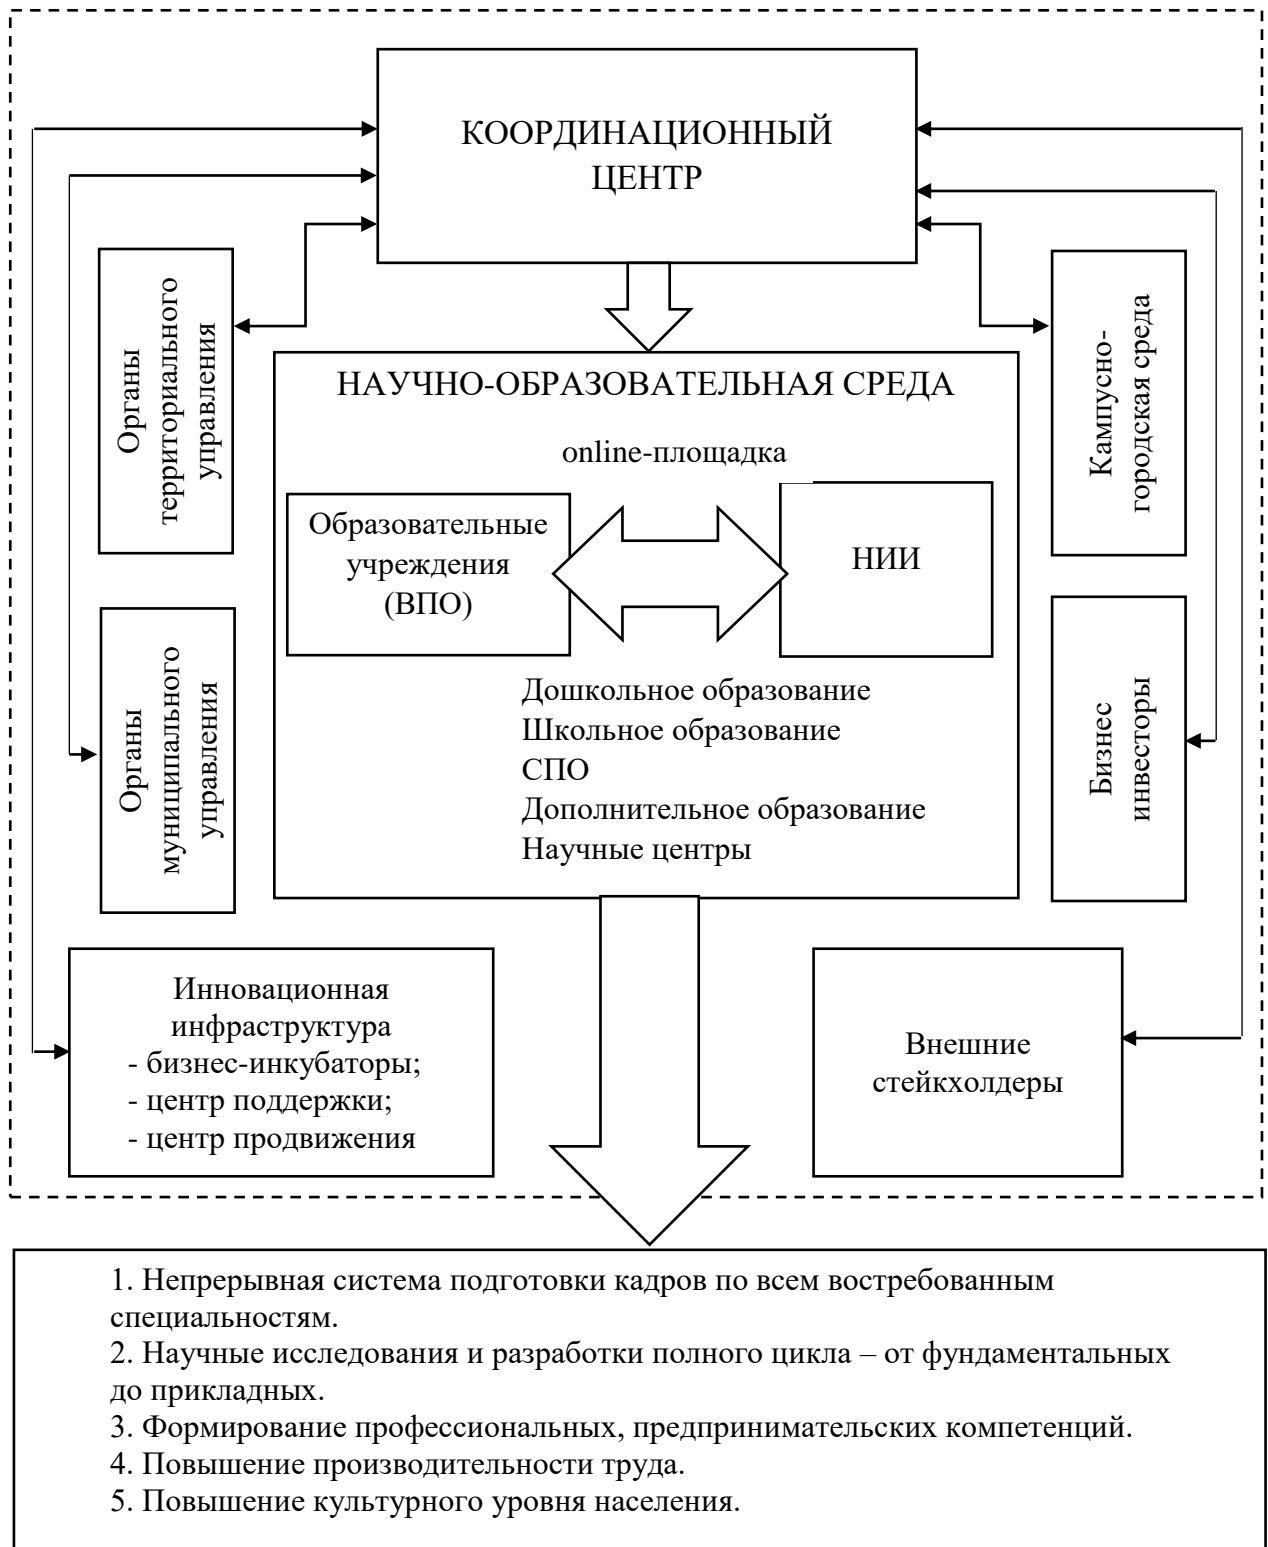 КООРДИНАЦИОННЫЙ
ЦЕНТР
Органы
территориального
управления
Кампусно-
городская среда
НАУЧНО-ОБРАЗОВАТЕЛЬНАЯ СРЕДА
online-площадка
Образовательные
учреждения
(ВПО)
НИИ
Дошкольное образование
Школьное образование
СПО
Дополнительное образование
Научные центры
Органы
муниципального
управления
Бизнес
инвесторы
Инновационная
инфраструктура
- бизнес-инкубаторы;
- центр поддержки;
- центр продвижения
Внешние
стейкхолдеры
1. Непрерывная система подготовки кадров по всем востребованным
специальностям.
2. Научные исследования и разработки полного цикла – от фундаментальных
до прикладных.
3. Формирование профессиональных, предпринимательских компетенций.
4. Повышение производительности труда.
5. Повышение культурного уровня населения.